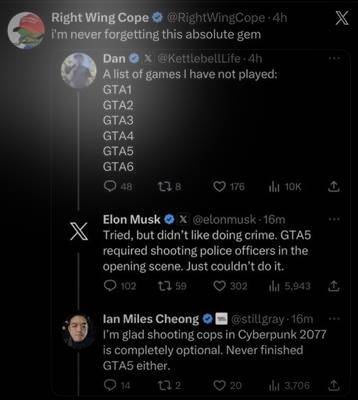 Right Wing Cope @RightWingCope · 4h
i'm never forgetting this absolute gem
Dan X @KettlebellLife · 4h
A list of games I have not played:
GTA1
GTA2
GTA3
GTA4
GTA5
GTA6
48 8 176 10K
Elon Musk X @elonmusk · 16m
Tried, but didn't like doing crime. GTA5
required shooting police officers in the
opening scene. Just couldn't do it.
102 59 302 5,943
Ian Miles Cheong @stillgray · 16m
I'm glad shooting cops in Cyberpunk 2077
is completely optional. Never finished
GTA5 either.
14 2 20 3,706